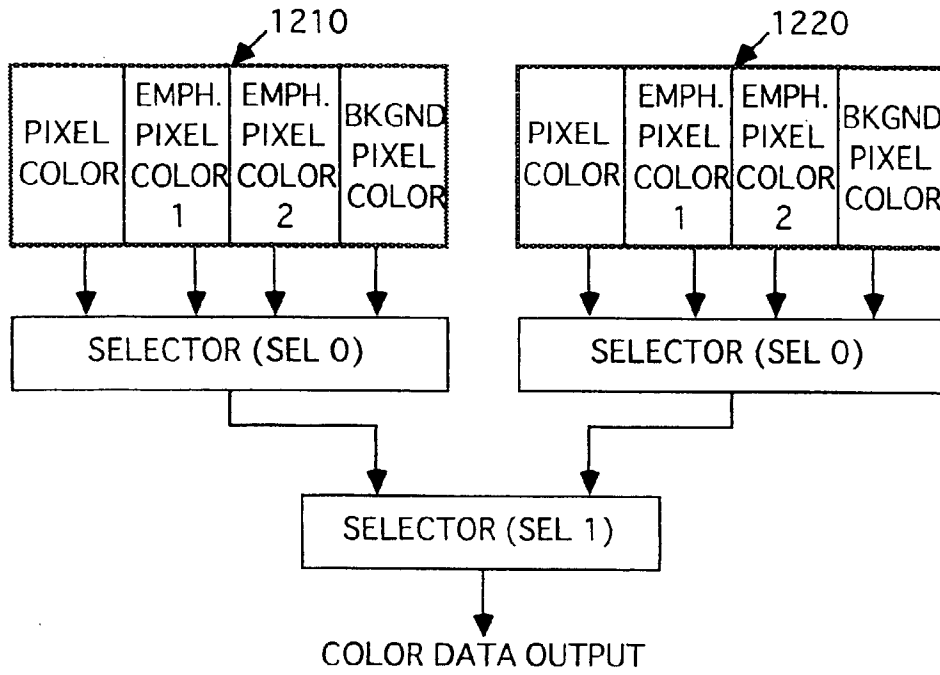 1210
1220
PIXEL COLOR
EMPH. PIXEL COLOR 1
EMPH. PIXEL COLOR 2
BKGND PIXEL COLOR
PIXEL COLOR
EMPH. PIXEL COLOR 1
EMPH. PIXEL COLOR 2
BKGND PIXEL COLOR
SELECTOR (SEL 0)
SELECTOR (SEL 0)
SELECTOR (SEL 1)
COLOR DATA OUTPUT